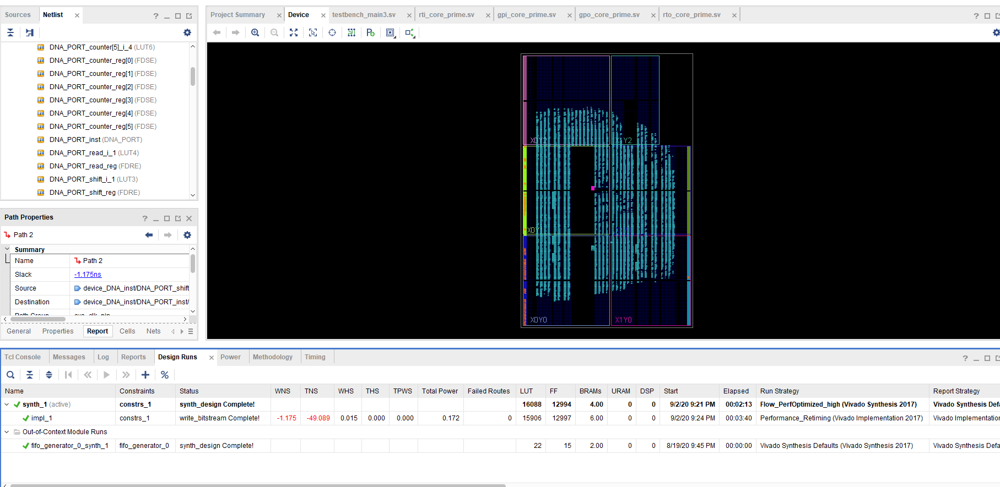 Sources
Netlist
DNA_PORT_counter[5]_i_4 (LUT6)
DNA_PORT_counter_reg[0] (FDSE)
DNA_PORT_counter_reg[1] (FDSE)
DNA_PORT_counter_reg[2] (FDSE)
DNA_PORT_counter_reg[3] (FDSE)
DNA_PORT_counter_reg[4] (FDSE)
DNA_PORT_counter_reg[5] (FDSE)
DNA_PORT_inst (DNA_PORT)
DNA_PORT_read_i_1 (LUT4)
DNA_PORT_read_reg (FDRE)
DNA_PORT_shift_i_1 (LUT3)
DNA_PORT_shift_reg (FDRE)
Path Properties
Path 2
Summary
Name Path 2
Slack -1.175ns
Source device_DNA_inst/DNA_PORT_shift
Destination device_DNA_inst/DNA_PORT_inst/
General Properties Report Cells Nets
Project Summary Device testbench_main3.sv rti_core_prime.sv gpi_core_prime.sv gpo_core_prime.sv rto_core_prime.sv
X0Y2 X1Y2
X0Y1
X0Y0 X1Y0
Tcl Console Messages Log Reports Design Runs Power Methodology Timing
Name Constraints Status WNS TNS WHS THS TPWS Total Power Failed Routes LUT FF BRAMs URAM DSP Start Elapsed Run Strategy Report Strategy
synth_1 (active) constrs_1 synth_design Complete! 16088 12994 4.00 0 0 9/2/20 9:21 PM 00:02:13 Flow_PerfOptimized_high (Vivado Synthesis 2017) Vivado Synthesis Defa
impl_1 constrs_1 write_bitstream Complete! -1.175 -49.089 0.015 0.000 0.000 0.172 0 15906 12997 6.00 0 0 9/2/20 9:24 PM 00:03:40 Performance_Retiming (Vivado Implementation 2017) Vivado Implementation
Out-of-Context Module Runs
fifo_generator_0_synth_1 fifo_generator_0 synth_design Complete! 22 15 2.00 0 0 8/19/20 9:45 PM 00:00:00 Vivado Synthesis Defaults (Vivado Synthesis 2017) Vivado Synthesis Defa